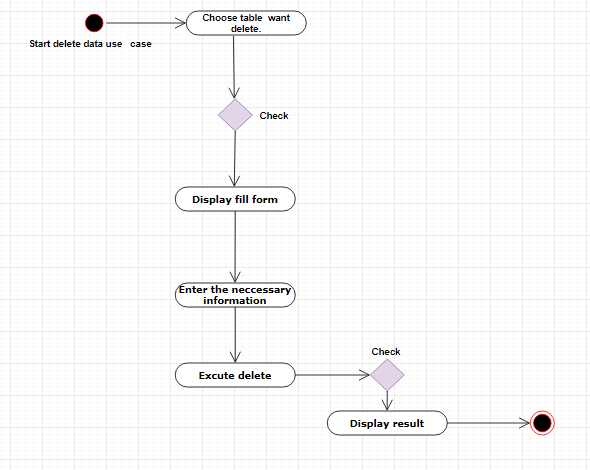 Choose table want
delete.
Start delete data use case
Check
Display fill form
Enter the neccessary
information
Check
Excute delete
Display result